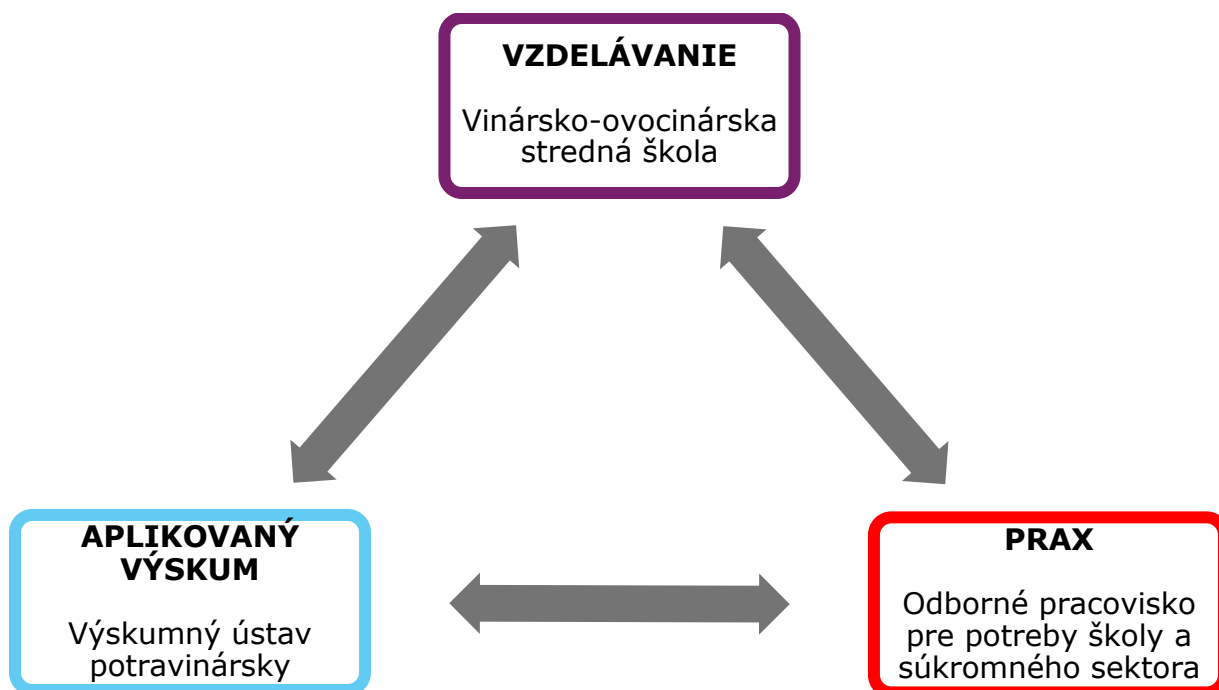 VZDELÁVANIE
Vinársko-ovocinárska
stredná škola
APLIKOVANÝ
VÝSKUM
Výskumný ústav
potravinársky
PRAX
Odborné pracovisko
pre potreby školy a
súkromného sektora